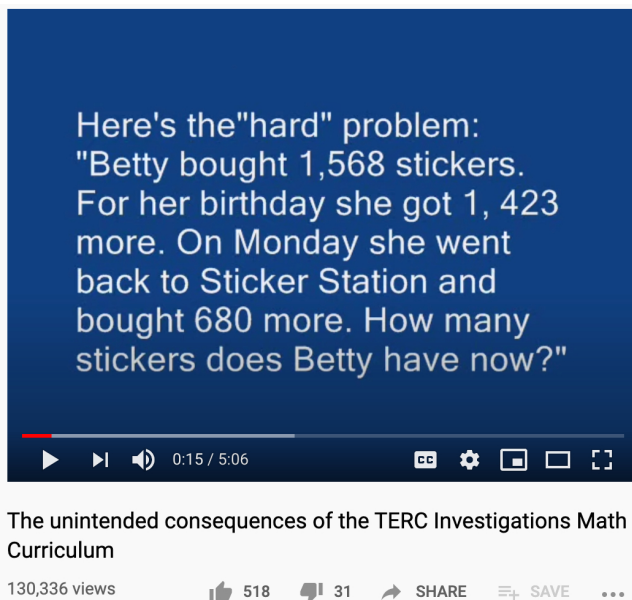 Here's the"hard" problem:
"Betty bought 1,568 stickers.
For her birthday she got 1, 423
more. On Monday she went
back to Sticker Station and
bought 680 more. How many
stickers does Betty have now?"
0:15 / 5:06 CC
The unintended consequences of the TERC Investigations Math
Curriculum
130,336 views 518 31 SHARE SAVE